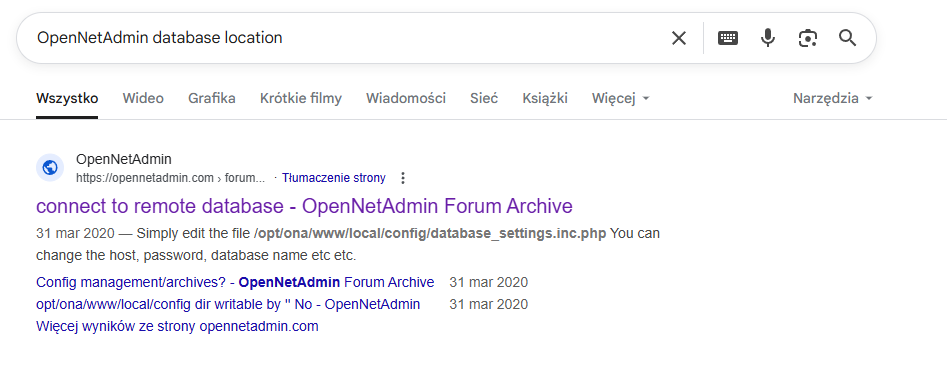 OpenNetAdmin database location
Wszystko Wideo Grafika Krótkie filmy Wiadomości Sieć Książki Więcej Narzędzia
OpenNetAdmin
https://opennetadmin.com › forum... · Tłumaczenie strony
connect to remote database - OpenNetAdmin Forum Archive
31 mar 2020 — Simply edit the file /opt/ona/www/local/config/database_settings.inc.php You can
change the host, password, database name etc etc.
Config management/archives? - OpenNetAdmin Forum Archive 31 mar 2020
opt/ona/www/local/config dir writable by " No - OpenNetAdmin 31 mar 2020
Więcej wyników ze strony opennetadmin.com